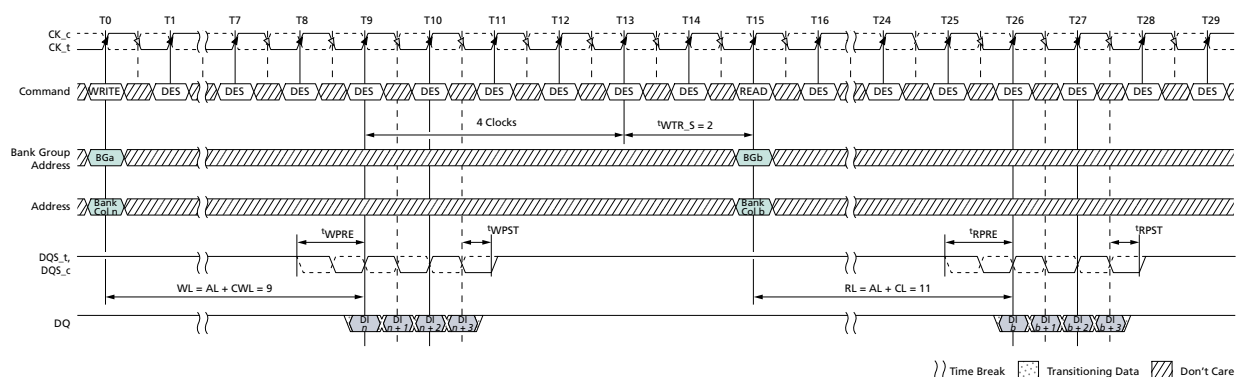 T0 T1 T7 T8 T9 T10 T11 T12 T13 T14 T15 T16 T24 T25 T26 T27 T28 T29
CK_c
CK_t
Command WRITE DES DES DES DES DES DES DES DES DES READ DES DES DES DES DES DES DES
4 Clocks tWTR_S = 2
Bank Group
Address BGa BGb
Address Bank
Col n Bank
Col b
tWPRE tWPST tRPRE tRPST
DQS_t,
DQS_c
WL = AL + CWL = 9 RL = AL + CL = 11
DQ DI
n DI
n + 1 DI
n + 2 DI
n + 3 DI
b DI
b + 1 DI
b + 2 DI
b + 3
Time Break Transitioning Data Don't Care